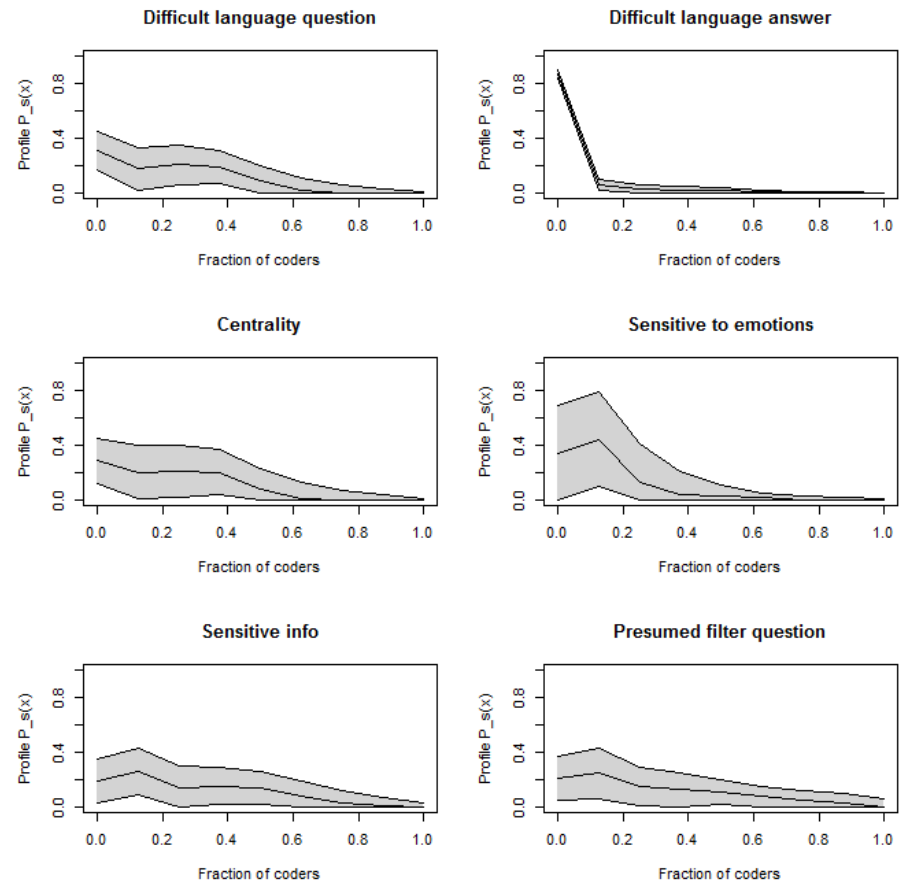 Difficult language question
Profile P_s(x)
0.0 0.4 0.8
0.0 0.2 0.4 0.6 0.8 1.0
Fraction of coders
Difficult language answer
Profile P_s(x)
0.0 0.4 0.8
0.0 0.2 0.4 0.6 0.8 1.0
Fraction of coders
Centrality
Profile P_s(x)
0.0 0.4 0.8
0.0 0.2 0.4 0.6 0.8 1.0
Fraction of coders
Sensitive to emotions
Profile P_s(x)
0.0 0.4 0.8
0.0 0.2 0.4 0.6 0.8 1.0
Fraction of coders
Sensitive info
Profile P_s(x)
0.0 0.4 0.8
0.0 0.2 0.4 0.6 0.8 1.0
Fraction of coders
Presumed filter question
Profile P_s(x)
0.0 0.4 0.8
0.0 0.2 0.4 0.6 0.8 1.0
Fraction of coders